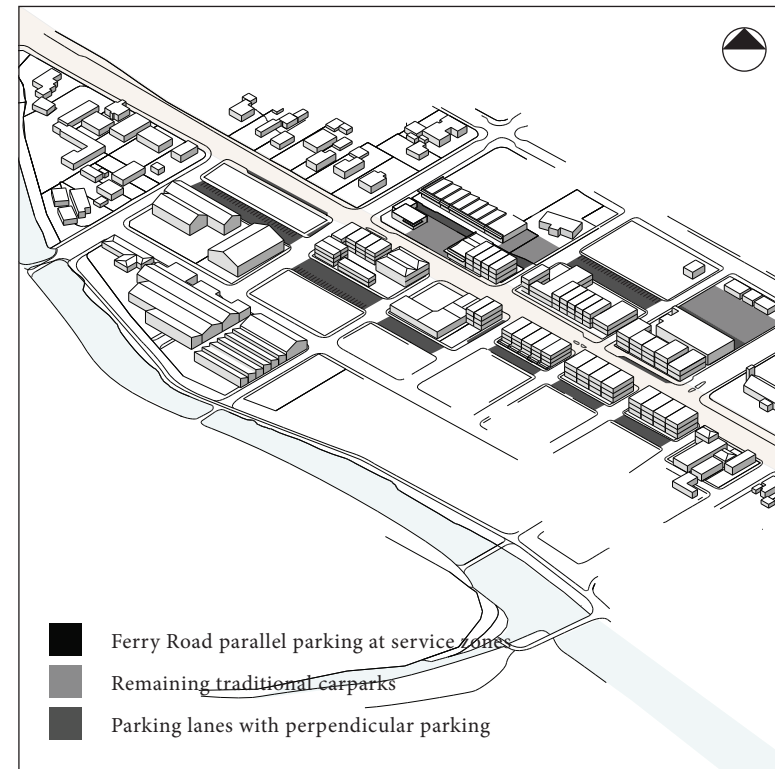 Ferry Road parallel parking at service zones
Remaining traditional carparks
Parking lanes with perpendicular parking